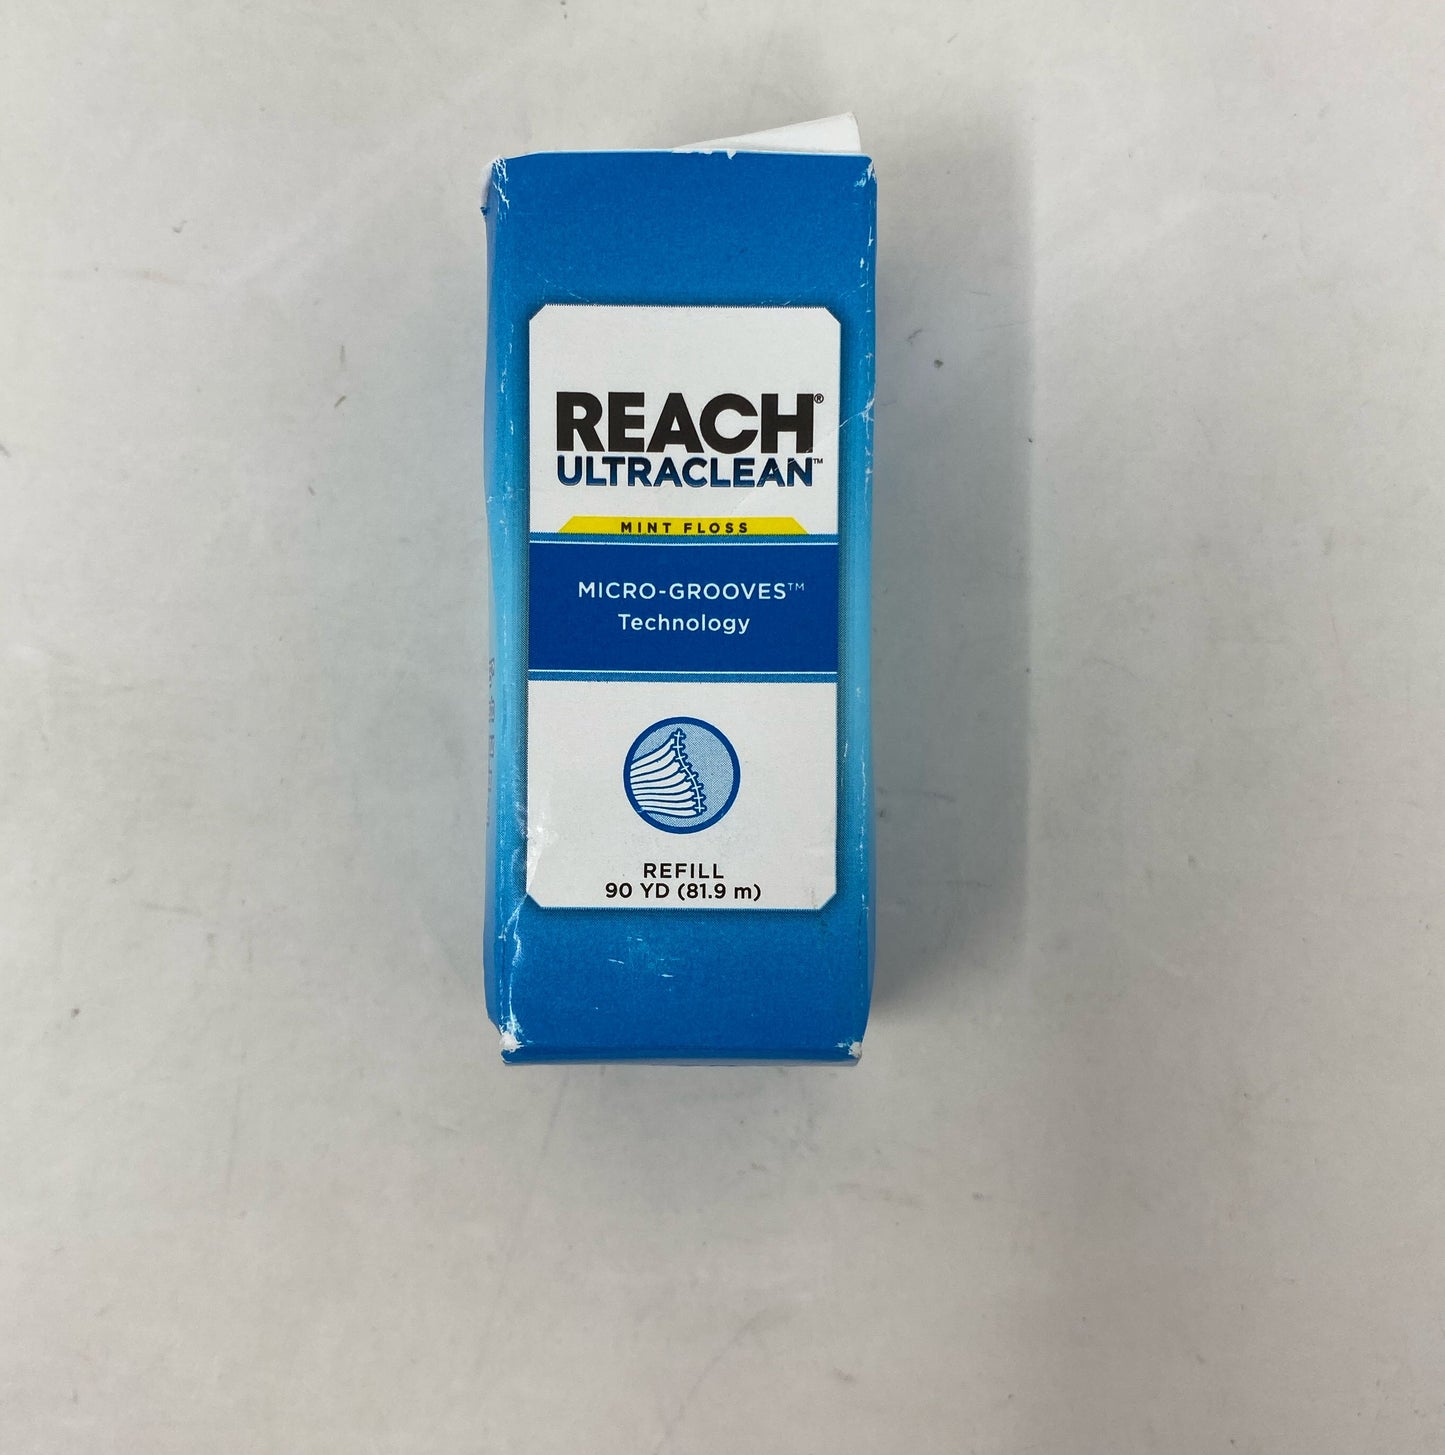 REACH®
ULTRACLEAN™
MINT FLOSS
MICRO-GROOVES™
Technology
REFILL
90 YD (81.9 m)